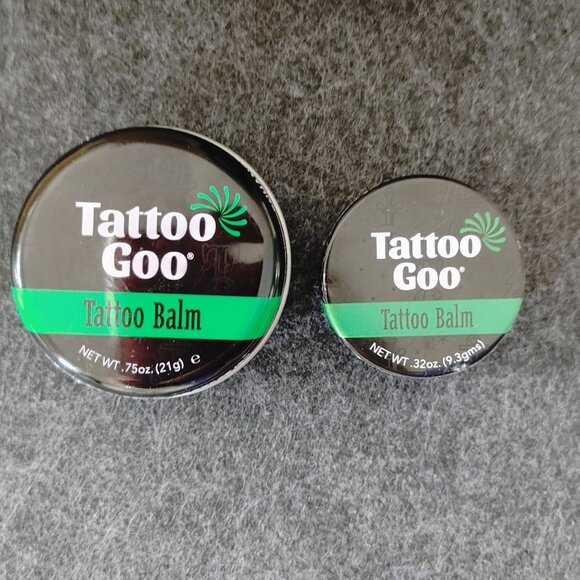 Tattoo
Goo®
Tattoo Balm
NET WT .75oz. (21g) e
Tattoo
Goo®
Tattoo Balm
NET WT .32oz. (9.3gms)